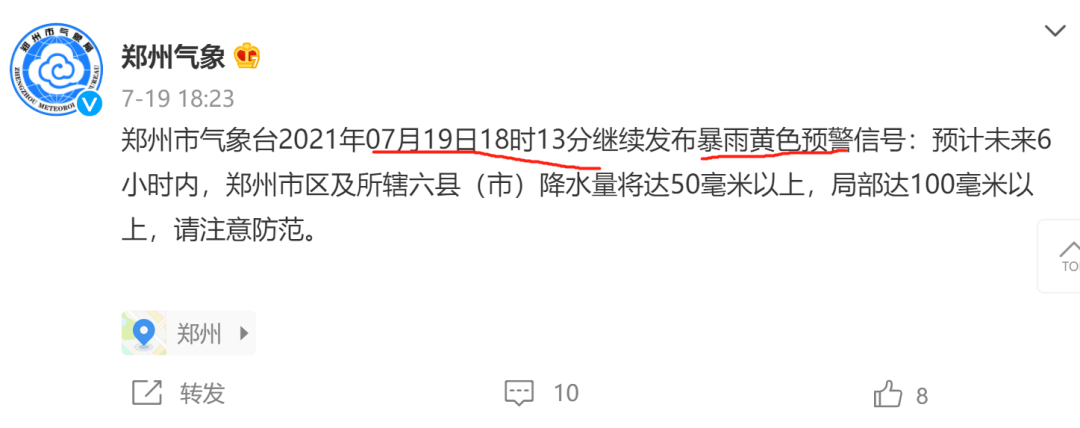 郑州市气象局
ZHENGZHOU METEOROL BUREAU
郑州气象
7-19 18:23
郑州市气象台2021年07月19日18时13分继续发布暴雨黄色预警信号：预计未来6
小时内，郑州市区及所辖六县（市）降水量将达50毫米以上，局部达100毫米以
上，请注意防范。
TO
郑州
转发
10
8